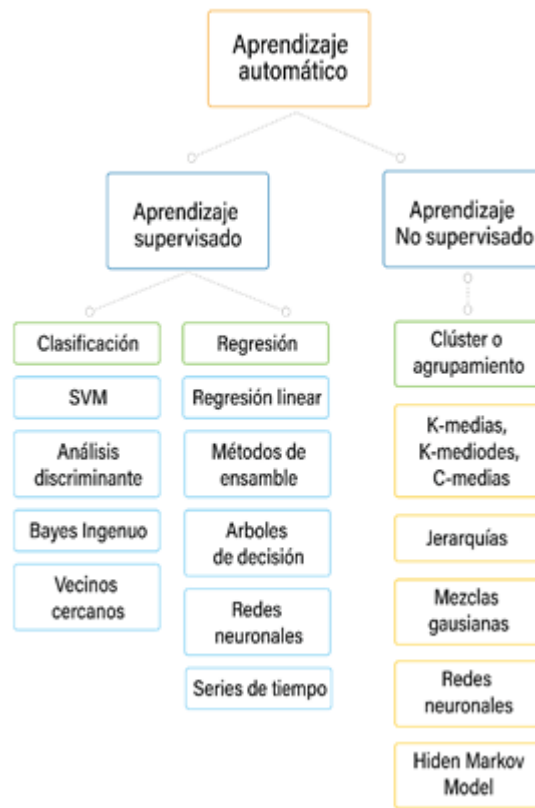 Aprendizaje
automático
Aprendizaje
supervisado
Aprendizaje
No supervisado
Clasificación
SVM
Análisis
discriminante
Bayes Ingenuo
Vecinos
cercanos
Regresión
Regresión linear
Métodos de
ensamble
Arboles
de decisión
Redes
neuronales
Series de tiempo
Clúster o
agrupamiento
K-medias,
K-mediodes,
C-medias
Jerarquías
Mezclas
gausianas
Redes
neuronales
Hiden Markov
Model